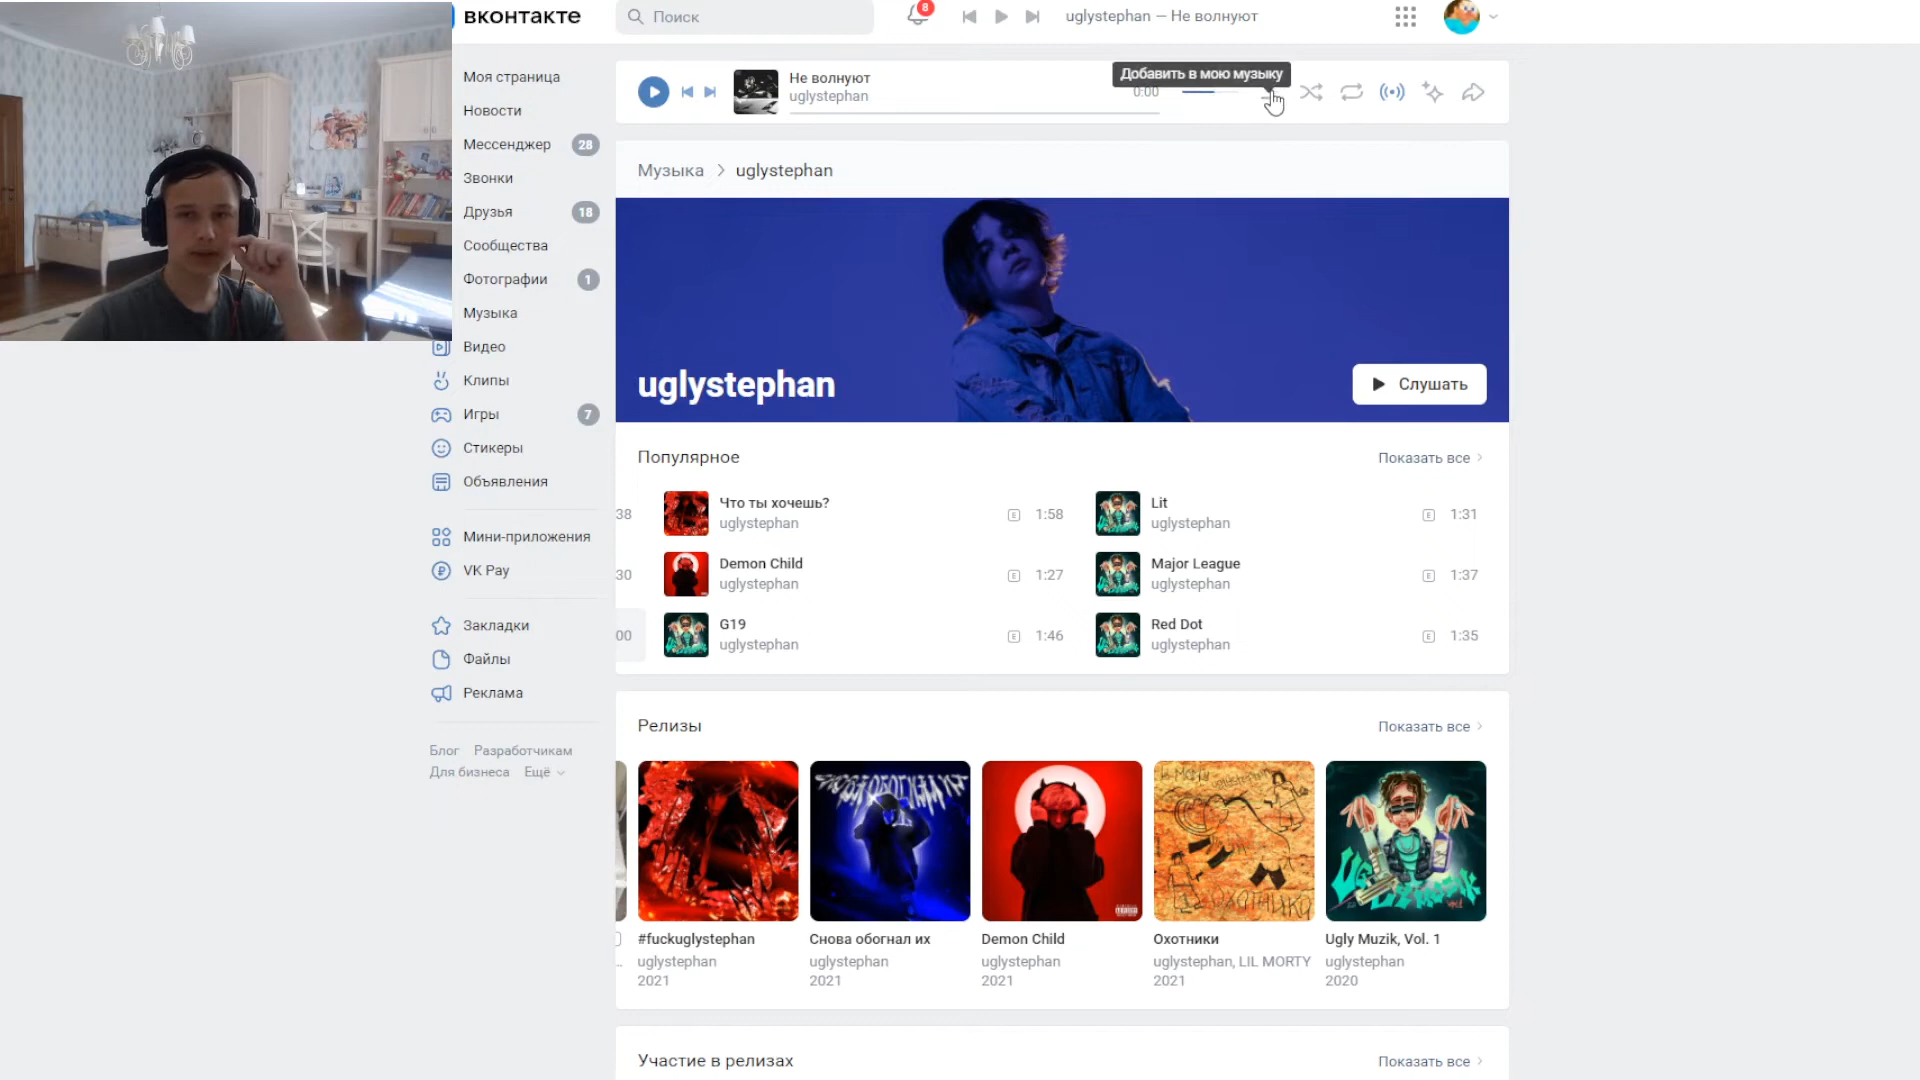 вконтакте
Поиск
8
uglystephan — Не волнуют
Моя страница
Новости
Мессенджер 28
Звонки
Друзья 18
Сообщества
Фотографии 1
Музыка
Видео
Клипы
Игры 7
Стикеры
Объявления
Мини-приложения
VK Pay
Закладки
Файлы
Реклама
Блог Разработчикам
Для бизнеса Ещё
Не волнуют
uglystephan
0:00
Добавить в мою музыку
Музыка > uglystephan
uglystephan
Слушать
Популярное
Показать все
38
Что ты хочешь?
uglystephan
E 1:58
Lit
uglystephan
E 1:31
30
Demon Child
uglystephan
E 1:27
Major League
uglystephan
E 1:37
00
G19
uglystephan
E 1:46
Red Dot
uglystephan
E 1:35
Релизы
Показать все
#fuckuglystephan
uglystephan
2021
Снова обогнал их
uglystephan
2021
Demon Child
uglystephan
2021
Охотники
uglystephan, LIL MORTY
2021
Ugly Muzik, Vol. 1
uglystephan
2020
Участие в релизах
Показать все